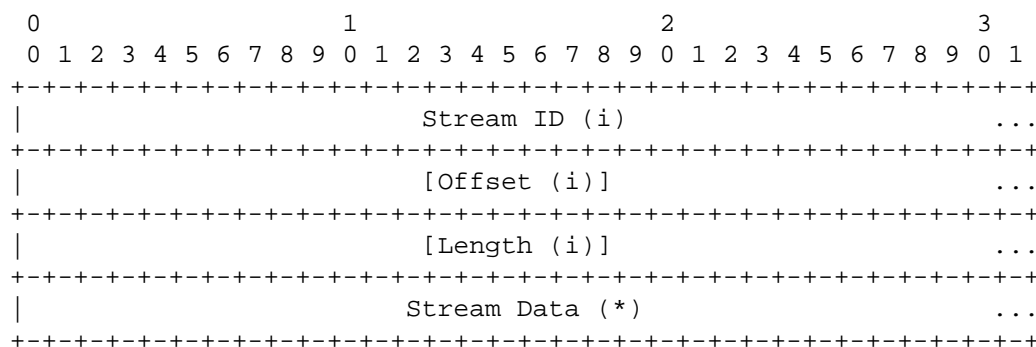 0                   1                   2                   3
 0 1 2 3 4 5 6 7 8 9 0 1 2 3 4 5 6 7 8 9 0 1 2 3 4 5 6 7 8 9 0 1
+-+-+-+-+-+-+-+-+-+-+-+-+-+-+-+-+-+-+-+-+-+-+-+-+-+-+-+-+-+-+-+-+
|                         Stream ID (i)                       ...
+-+-+-+-+-+-+-+-+-+-+-+-+-+-+-+-+-+-+-+-+-+-+-+-+-+-+-+-+-+-+-+-+
|                         [Offset (i)]                        ...
+-+-+-+-+-+-+-+-+-+-+-+-+-+-+-+-+-+-+-+-+-+-+-+-+-+-+-+-+-+-+-+-+
|                         [Length (i)]                        ...
+-+-+-+-+-+-+-+-+-+-+-+-+-+-+-+-+-+-+-+-+-+-+-+-+-+-+-+-+-+-+-+-+
|                        Stream Data (*)                      ...
+-+-+-+-+-+-+-+-+-+-+-+-+-+-+-+-+-+-+-+-+-+-+-+-+-+-+-+-+-+-+-+-+